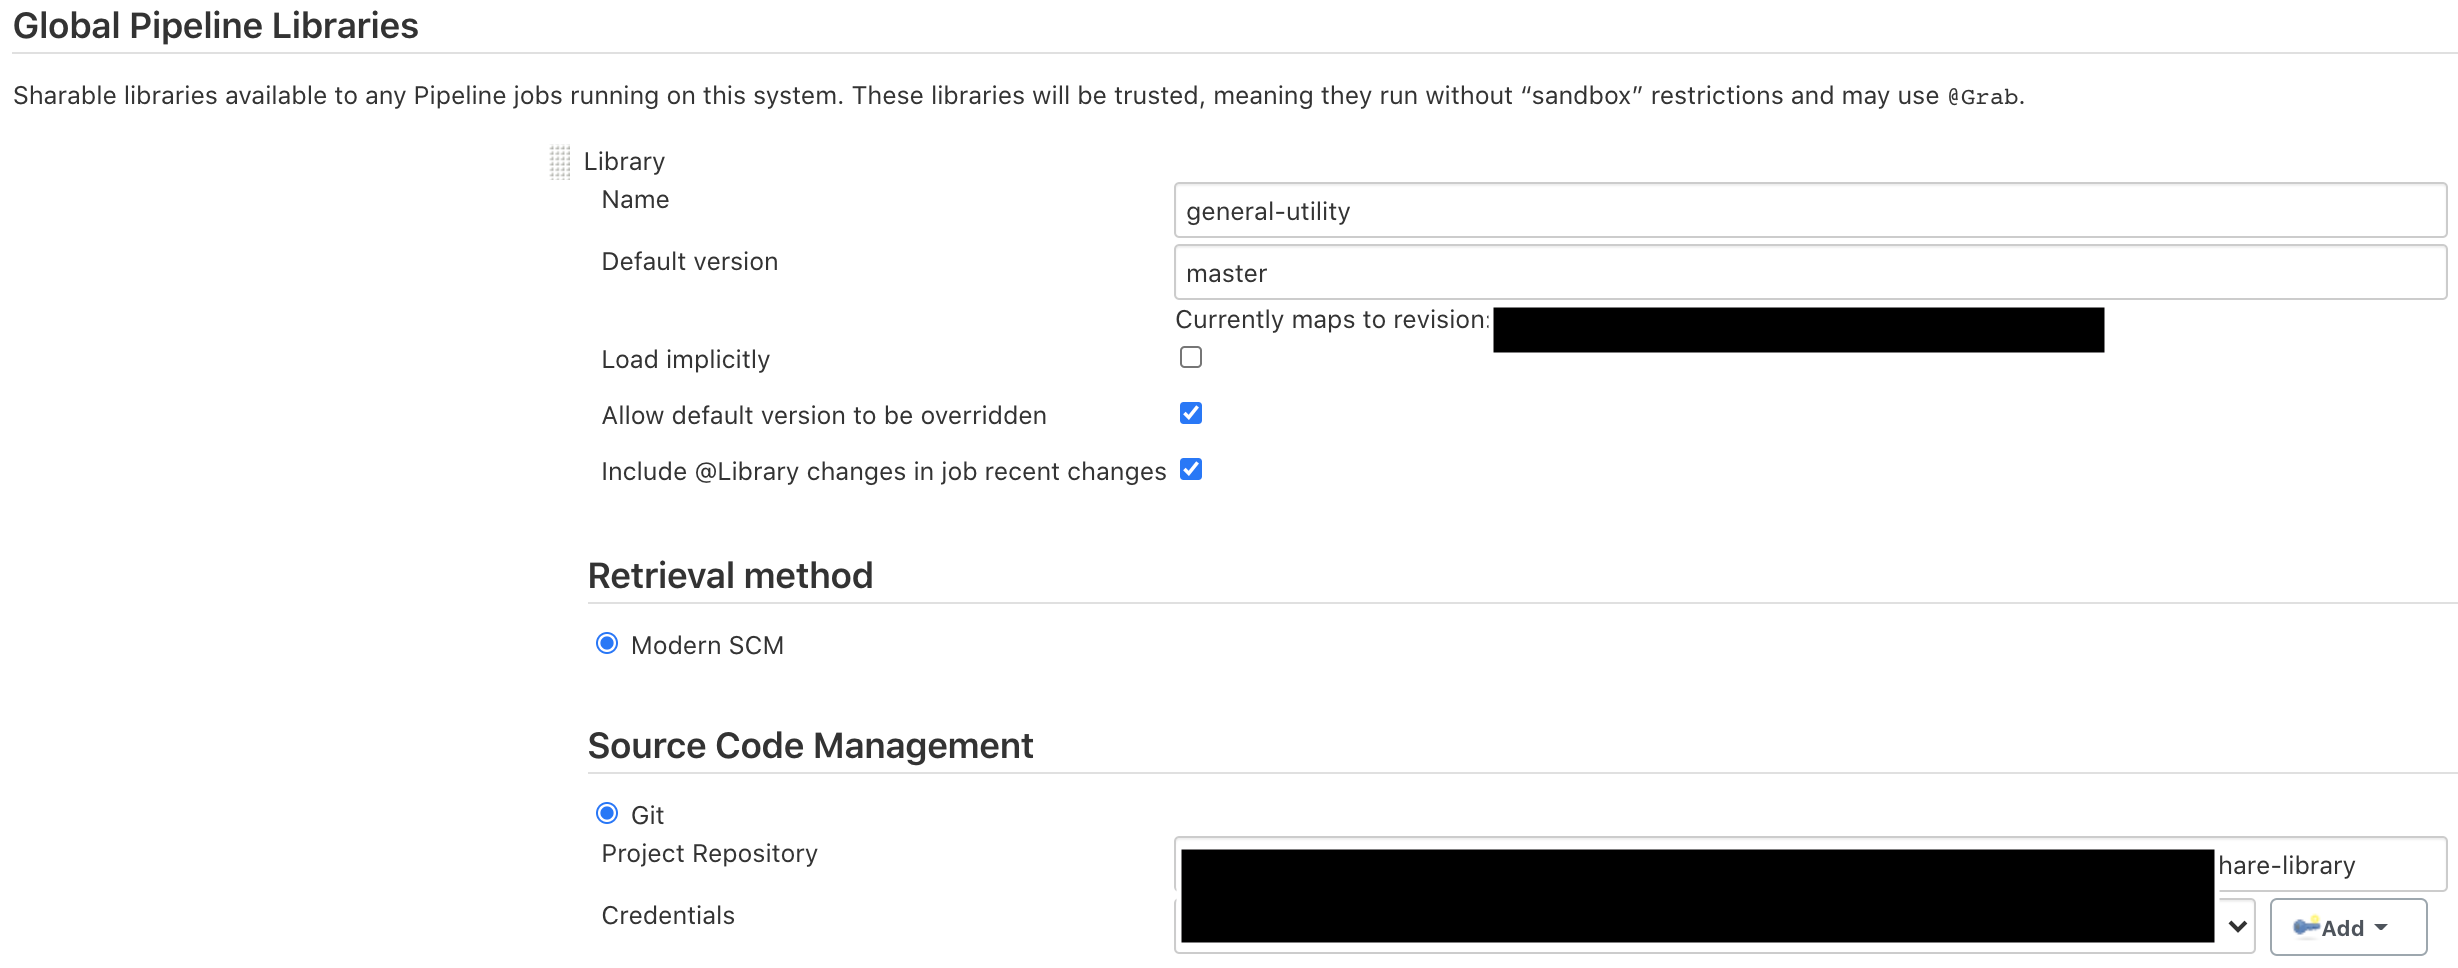 Global Pipeline Libraries
Sharable libraries available to any Pipeline jobs running on this system. These libraries will be trusted, meaning they run without “sandbox” restrictions and may use @Grab.
Library
Name
general-utility
Default version
master
Currently maps to revision:
Load implicitly
Allow default version to be overridden
Include @Library changes in job recent changes
Retrieval method
Modern SCM
Source Code Management
Git
Project Repository
hare-library
Credentials
Add